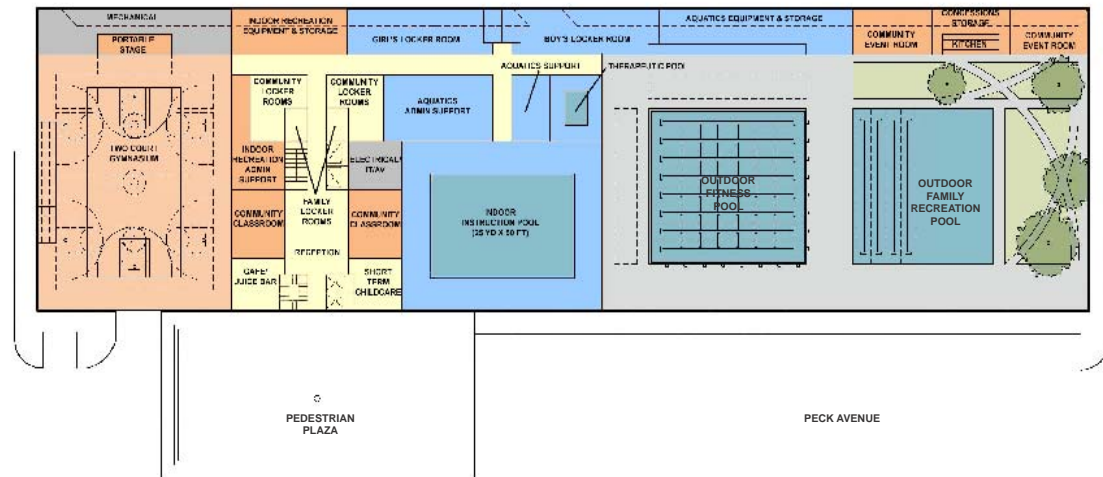 MECHANICAL
PORTABLE
STAGE
INDOOR RECREATION
EQUIPMENT & STORAGE
GIRL'S LOCKER ROOM
BOY'S LOCKER ROOM
AQUATICS EQUIPMENT & STORAGE
COMMUNITY
EVENT ROOM
CONCESSIONS
STORAGE
KITCHEN
COMMUNITY
EVENT ROOM
AQUATICS SUPPORT
THERAPEUTIC POOL
COMMUNITY
LOCKER
ROOMS
COMMUNITY
LOCKER
ROOMS
AQUATICS
ADMIN SUPPORT
TWO COURT
GYMNASIUM
INDOOR
RECREATION
ADMIN
SUPPORT
ELECTRICAL/
IT/AV
FAMILY
LOCKER
ROOMS
COMMUNITY
CLASSROOM
COMMUNITY
CLASSROOM
INDOOR
INSTRUCTION POOL
(25 YD X 50 FT)
OUTDOOR
FITNESS
POOL
OUTDOOR
FAMILY
RECREATION
POOL
RECEPTION
CAFE/
JUICE BAR
SHORT
TERM
CHILDCARE
PEDESTRIAN
PLAZA
PECK AVENUE